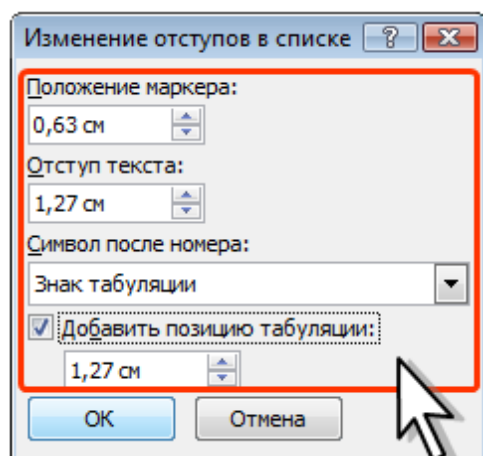 Изменение отступов в списке
Положение маркера:
0,63 см
Отступ текста:
1,27 см
Символ после номера:
Знак табуляции
Добавить позицию табуляции:
1,27 см
ОК Отмена